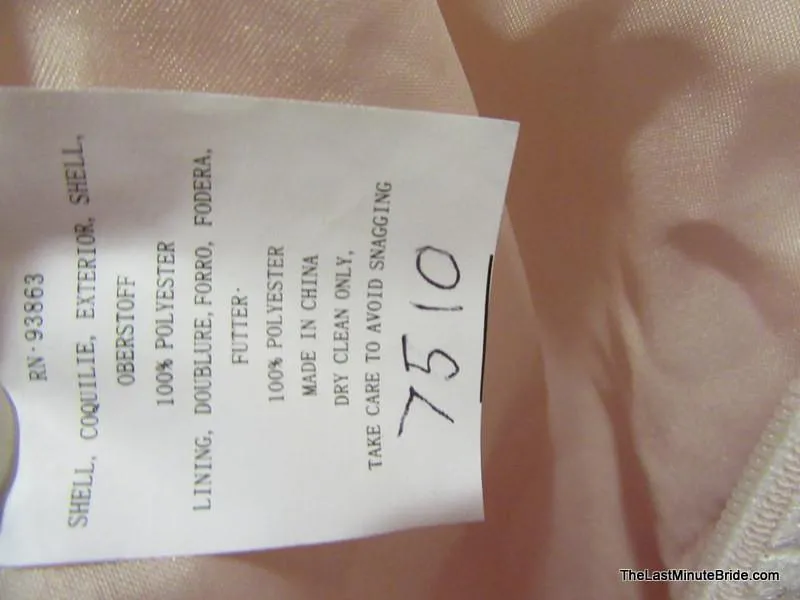 RN·93863
SHELL, COQUILIE, EXTERIOR, SHELL,
OBERSTOFF
100% POLYESTER
LINING, DOUBLURE, FORRO, FODERA,
FUTTER·
100% POLYESTER
MADE IN CHINA
DRY CLEAN ONLY,
TAKE CARE TO AVOID SNAGGING
7510
TheLastMinuteBride.com